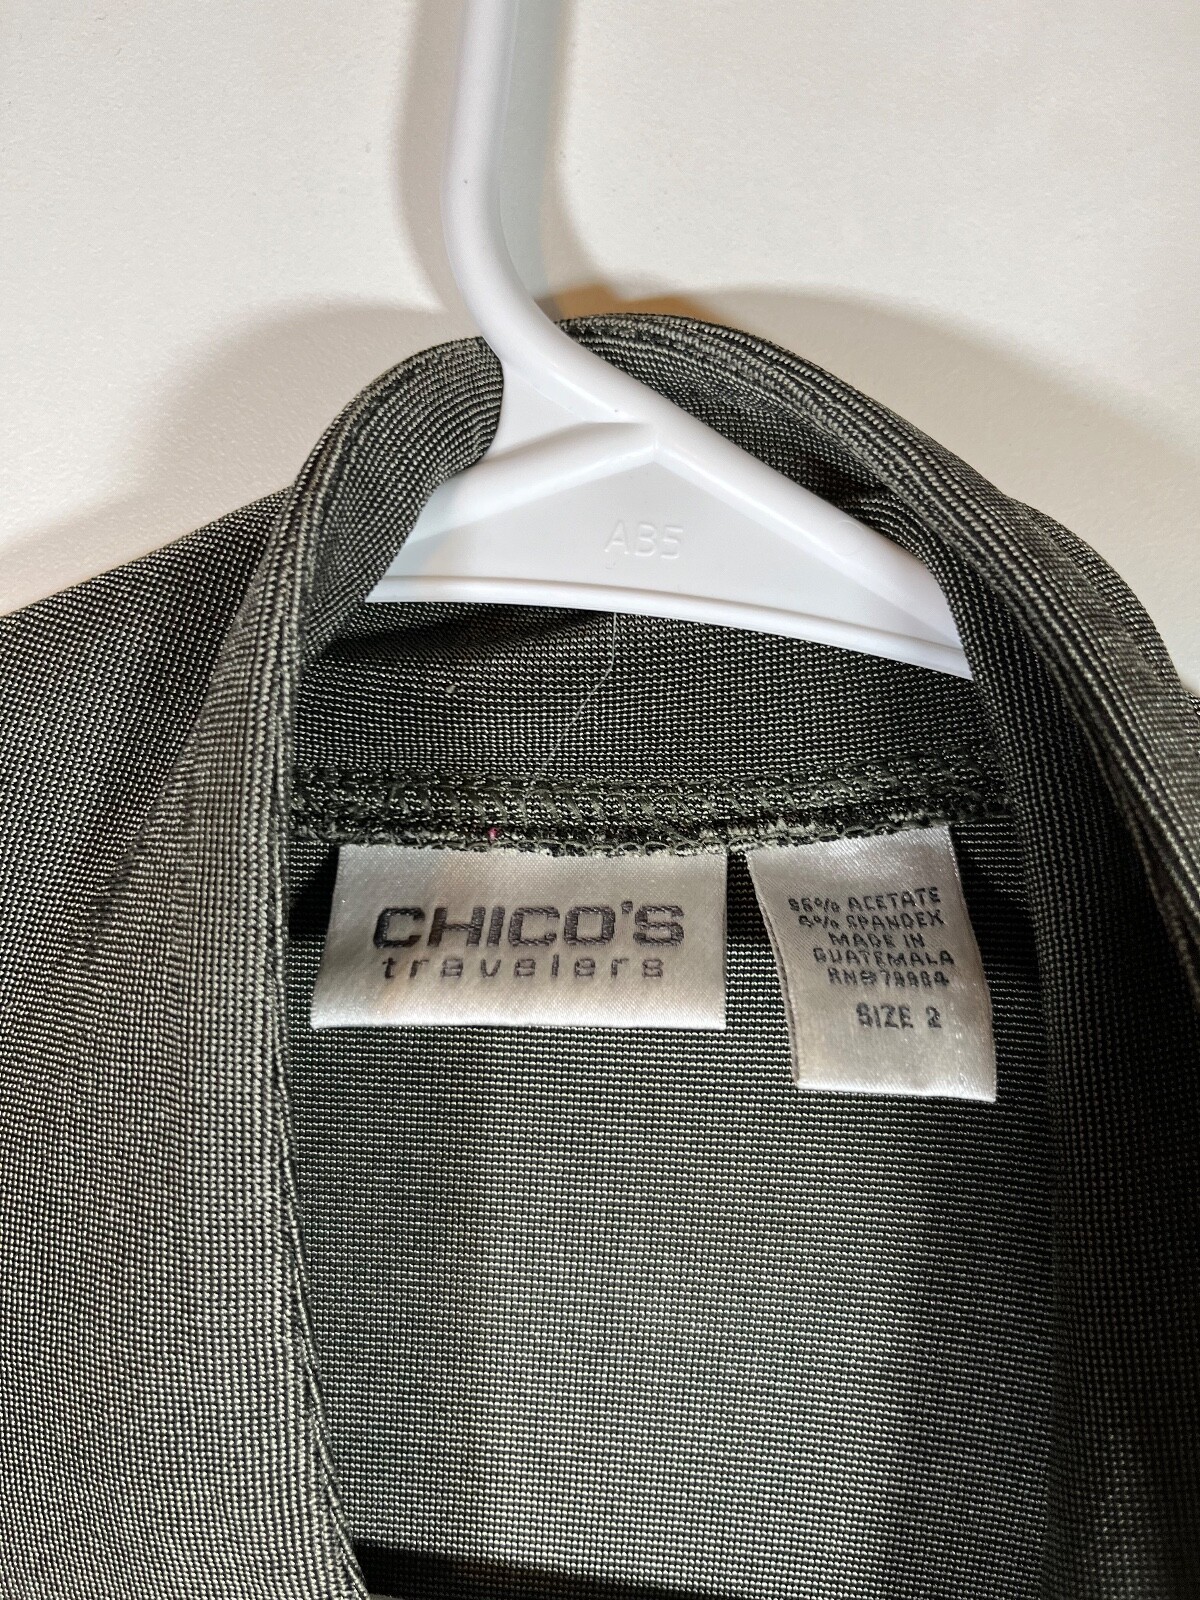 AB5
CHICO'S
travelers
96% ACETATE
4% SPANDEX
MADE IN
GUATEMALA
SIZE 2